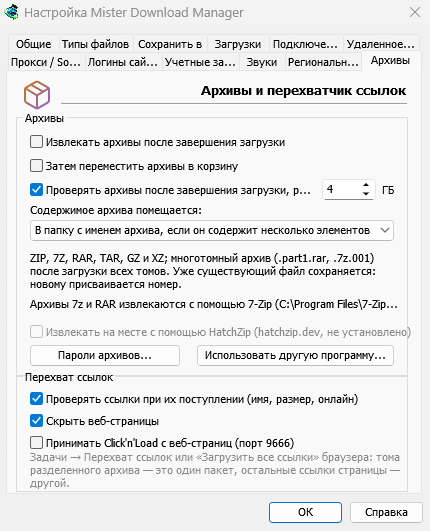 Настройка Mister Download Manager
Общие Типы файлов Сохранить в Загрузки Подключе... Удаленное...
Прокси / So... Логины сай... Учетные за... Звуки Региональн... Архивы
Архивы и перехватчик ссылок
Архивы
Извлекать архивы после завершения загрузки
Затем переместить архивы в корзину
Проверять архивы после завершения загрузки, р... 4 ГБ
Содержимое архива помещается:
В папку с именем архива, если он содержит несколько элементов
ZIP, 7Z, RAR, TAR, GZ и XZ; многотомный архив (.part1.rar, .7z.001)
после загрузки всех томов. Уже существующий файл сохраняется:
новому присваивается номер.
Архивы 7z и RAR извлекаются с помощью 7-Zip (C:\Program Files\7-Zip...
Извлекать на месте с помощью HatchZip (hatchzip.dev, не установлено)
Пароли архивов... Использовать другую программу...
Перехват ссылок
Проверять ссылки при их поступлении (имя, размер, онлайн)
Скрыть веб-страницы
Принимать Click'n'Load с веб-страниц (порт 9666)
Задачи → Перехват ссылок или «Загрузить все ссылки» браузера: тома
разделенного архива — это один пакет, остальные ссылки страницы —
другой.
ОК Справка